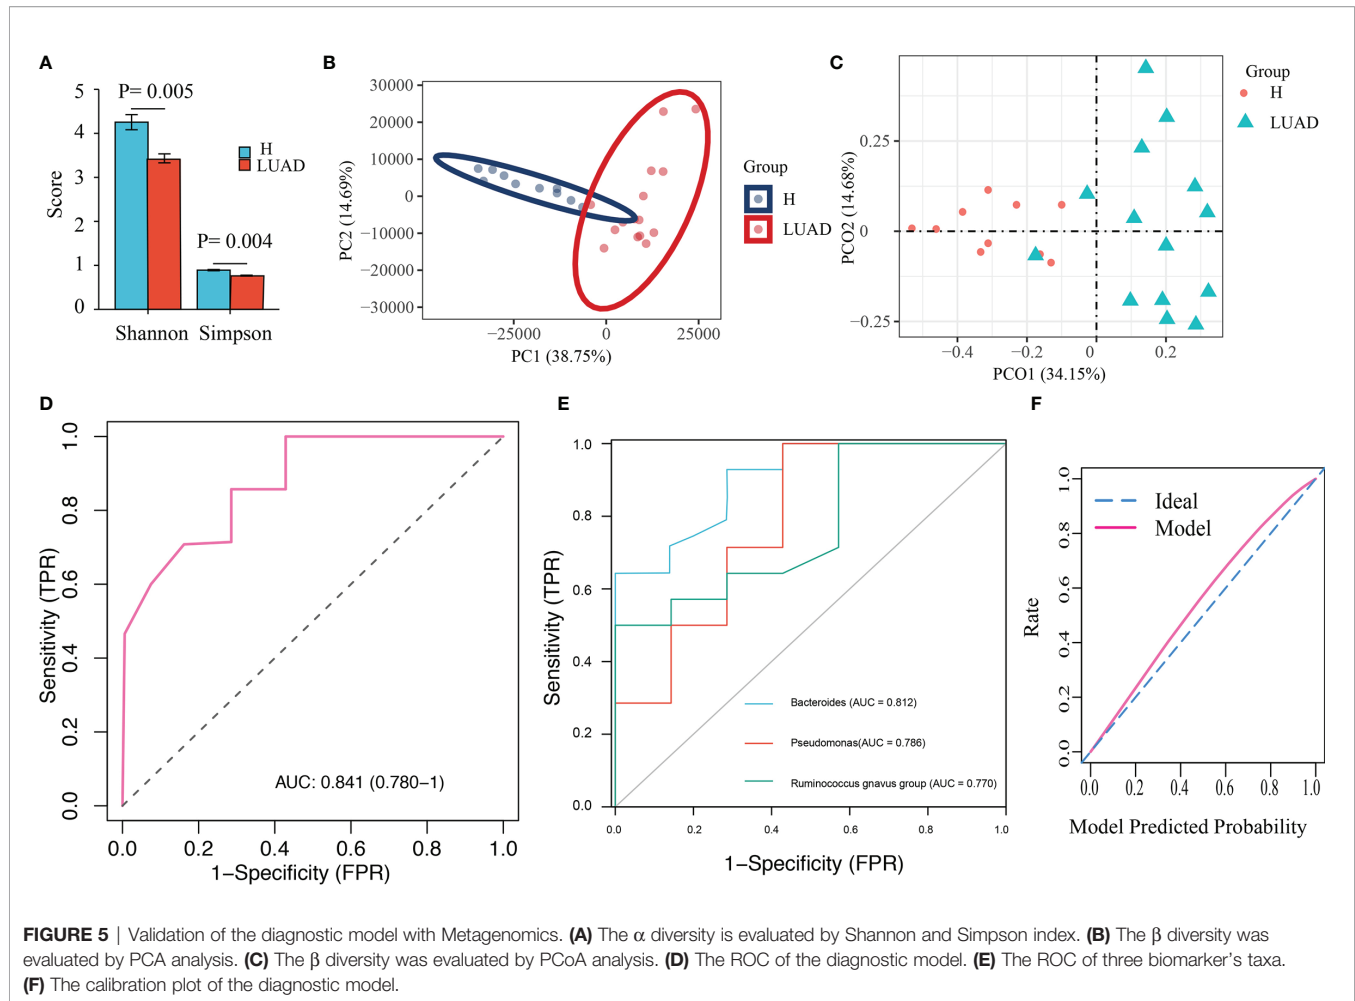 A
5
4
3
2
1
0
Score
P= 0.005
P= 0.004
H
LUAD
Shannon
Simpson
B
30000
20000
10000
0
−10000
−20000
−30000
PC2 (14.69%)
−25000
0
25000
PC1 (38.75%)
Group
H
LUAD
C
0.25
0
−0.25
PCO2 (14.68%)
−0.4
−0.2
0
0.2
PCO1 (34.15%)
Group
H
LUAD
D
1.0
0.8
0.6
0.4
0.2
0.0
Sensitivity (TPR)
AUC: 0.841 (0.780−1)
0.0
0.2
0.4
0.6
0.8
1.0
1−Specificity (FPR)
E
1.0
0.8
0.6
0.4
0.2
0.0
Sensitivity (TPR)
Bacteroides (AUC = 0.812)
Pseudomonas(AUC = 0.786)
Ruminococcus gnavus group (AUC = 0.770)
0.0
0.2
0.4
0.6
0.8
1.0
1−Specificity (FPR)
F
1.0
0.8
0.6
0.4
0.2
0.0
Rate
Ideal
Model
0.0
0.2
0.4
0.6
0.8
1.0
Model Predicted Probability
FIGURE 5 | Validation of the diagnostic model with Metagenomics. (A) The α diversity is evaluated by Shannon and Simpson index. (B) The β diversity was
evaluated by PCA analysis. (C) The β diversity was evaluated by PCoA analysis. (D) The ROC of the diagnostic model. (E) The ROC of three biomarker's taxa.
(F) The calibration plot of the diagnostic model.